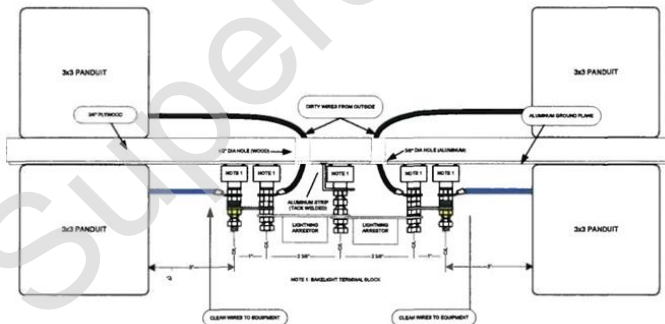 3x3 PANDUIT
3x3 PANDUIT
3/4" PLYWOOD
DIRTY WIRES FROM OUTSIDE
ALUMINUM GROUND PLANE
1/2" DIA HOLE (WOOD)
5/8" DIA HOLE (ALUMINUM)
NOTE 1
NOTE 1
NOTE 1
NOTE 1
NOTE 1
ALUMINUM STRIP
(TACK WELDED)
3x3 PANDUIT
3x3 PANDUIT
LIGHTNING
ARRESTOR
LIGHTNING
ARRESTOR
1"
2 3/8"
2 3/8"
1"
NOTE 1 BAKELIGHT TERMINAL BLOCK
CLEAN WIRES TO EQUIPMENT
CLEAN WIRES TO EQUIPMENT